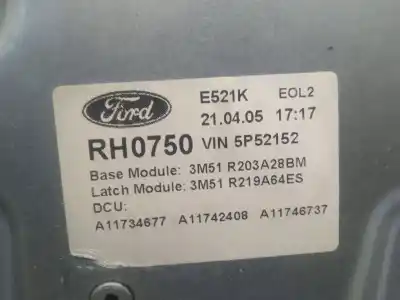 Ford E521K EOL2
21.04.05 17:17
RH0750 VIN 5P52152
Base Module: 3M51 R203A28BM
Latch Module: 3M51 R219A64ES
DCU:
A11734677 A11742408 A11746737